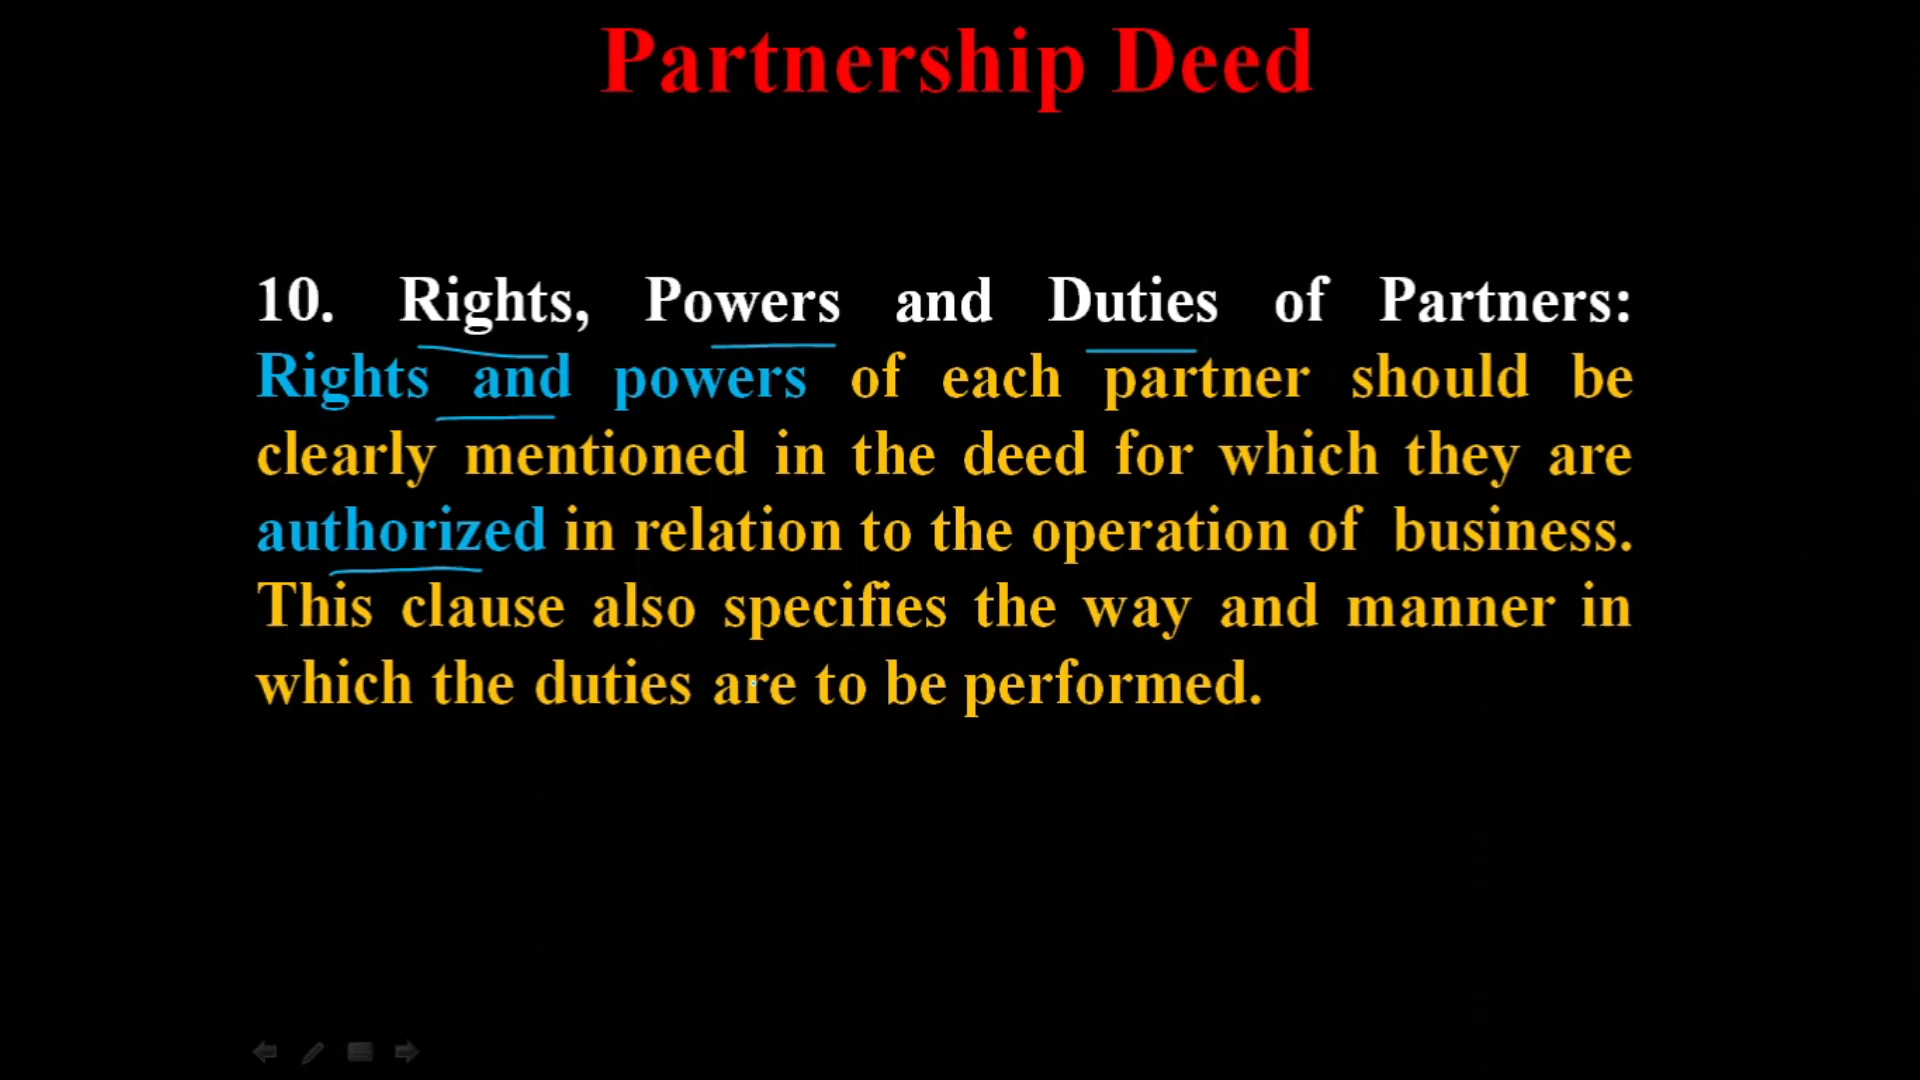 Partnership Deed
10. Rights, Powers and Duties of Partners:
Rights and powers of each partner should be
clearly mentioned in the deed for which they are
authorized in relation to the operation of business.
This clause also specifies the way and manner in
which the duties are to be performed.